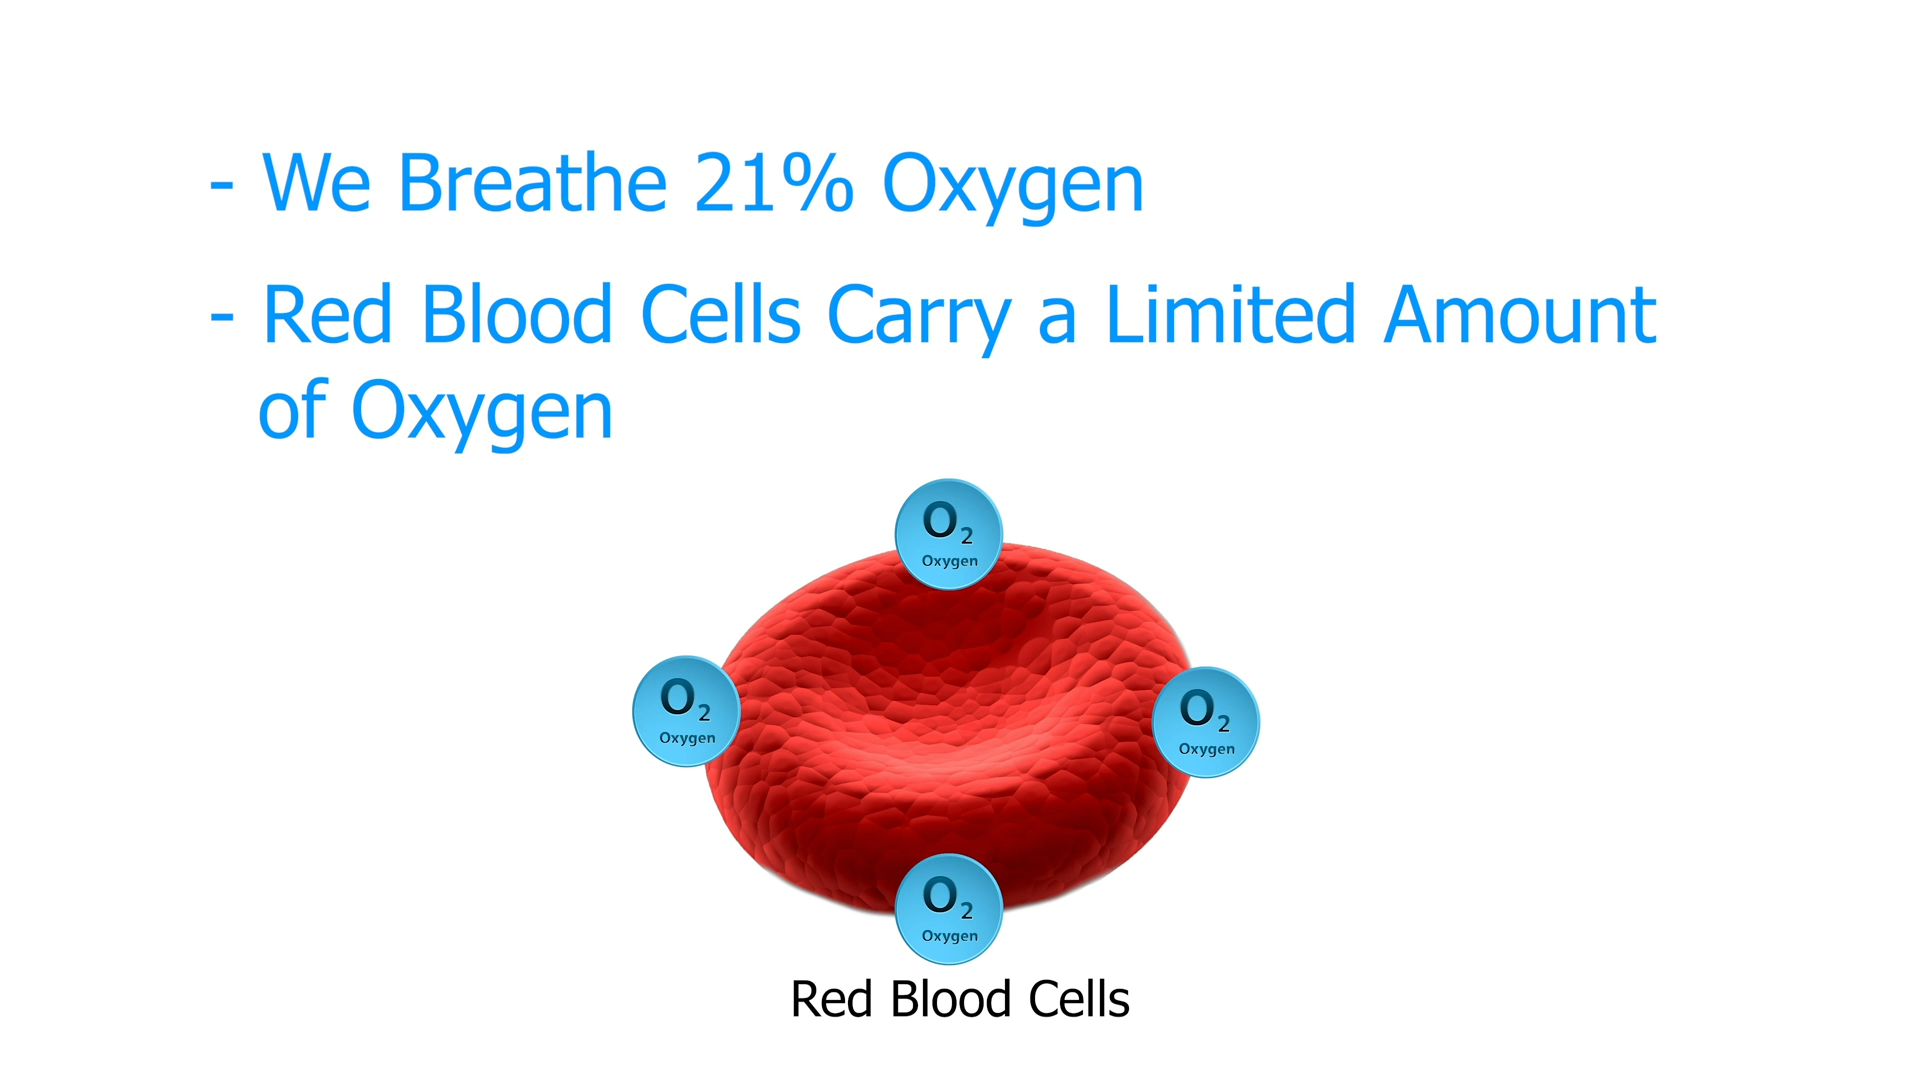 - We Breathe 21% Oxygen
- Red Blood Cells Carry a Limited Amount
of Oxygen
O2
Oxygen
O2
Oxygen
O2
Oxygen
O2
Oxygen
Red Blood Cells